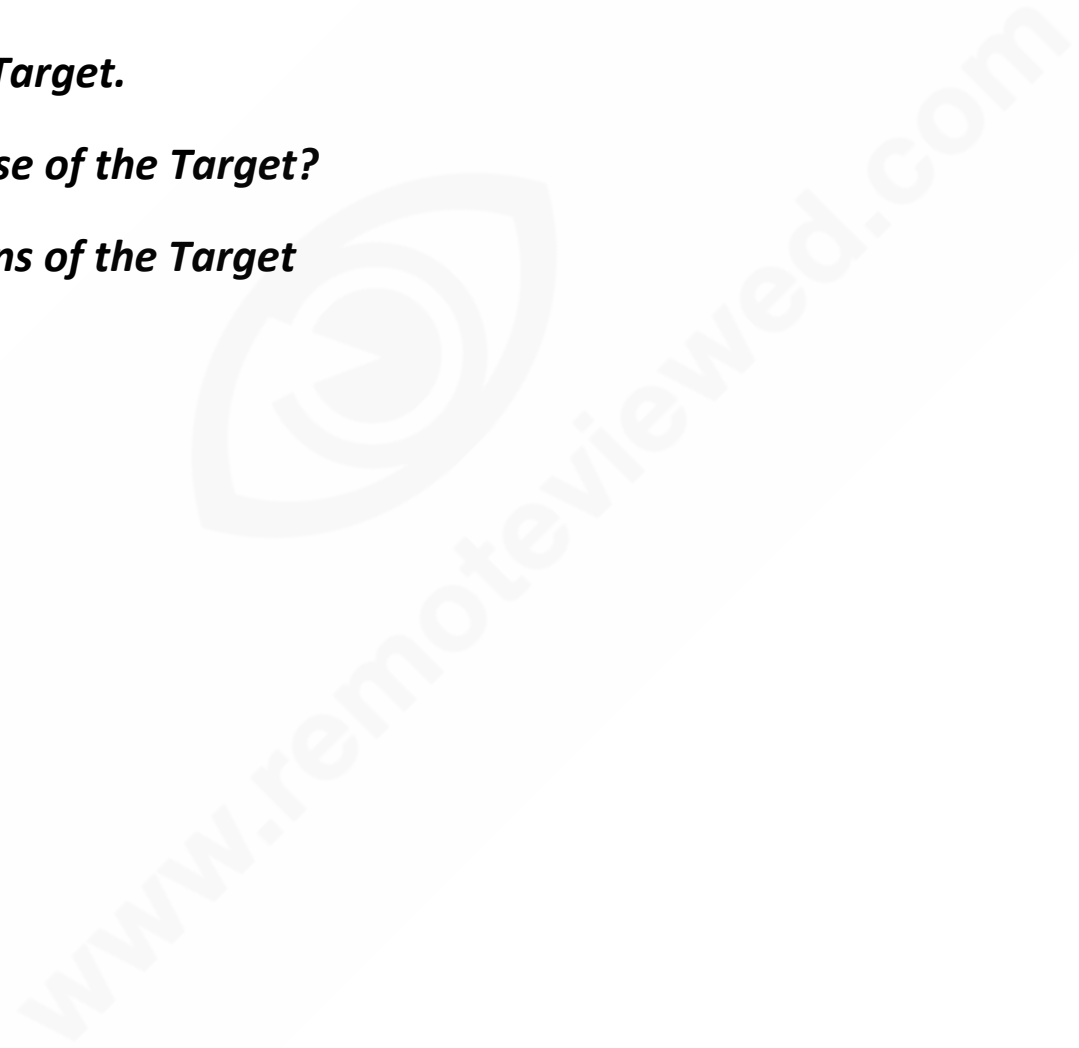 Target.
se of the Target?
ns of the Target
www.remoteviewed.com